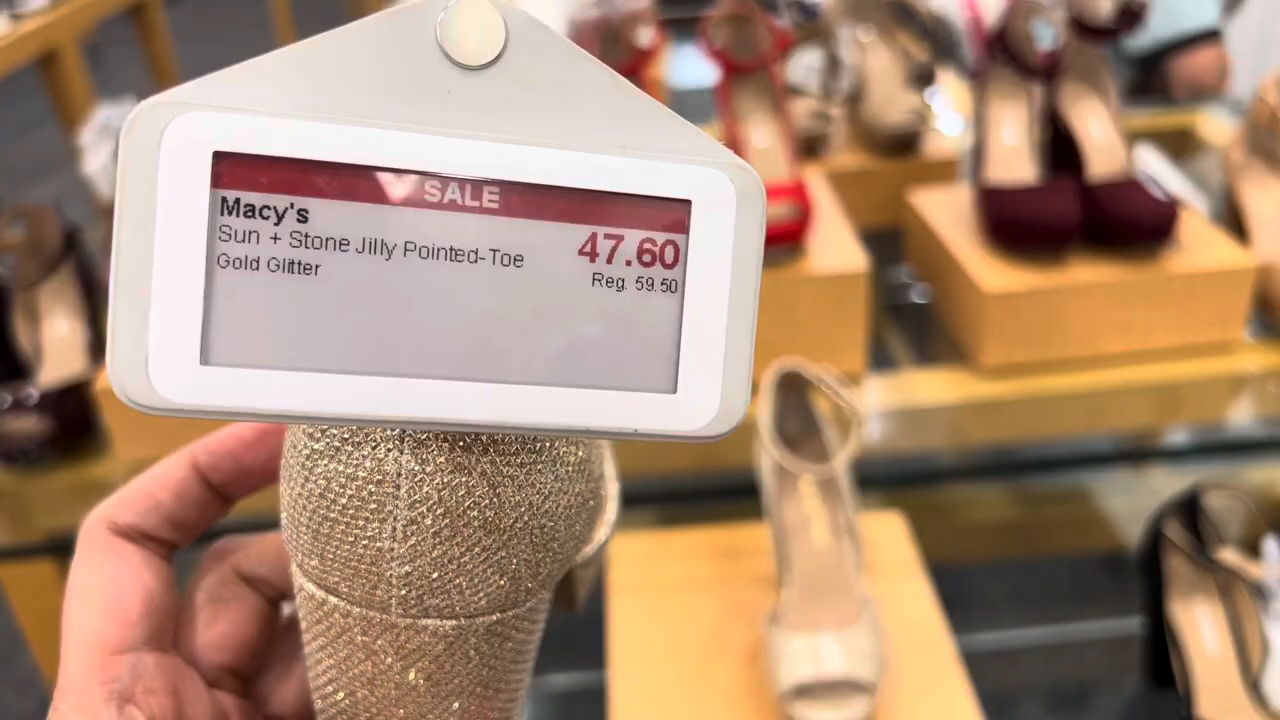 SALE
Macy's
Sun + Stone Jilly Pointed-Toe
Gold Glitter
47.60
Reg. 59.50